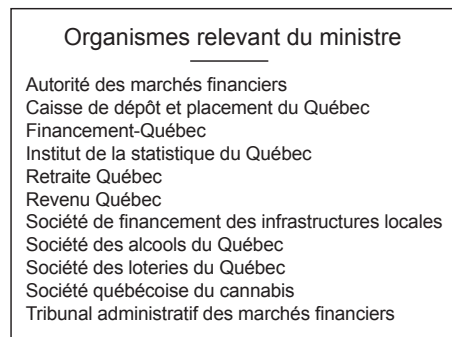 Organismes relevant du ministre
Autorité des marchés financiers
Caisse de dépôt et placement du Québec
Financement-Québec
Institut de la statistique du Québec
Retraite Québec
Revenu Québec
Société de financement des infrastructures locales
Société des alcools du Québec
Société des loteries du Québec
Société québécoise du cannabis
Tribunal administratif des marchés financiers